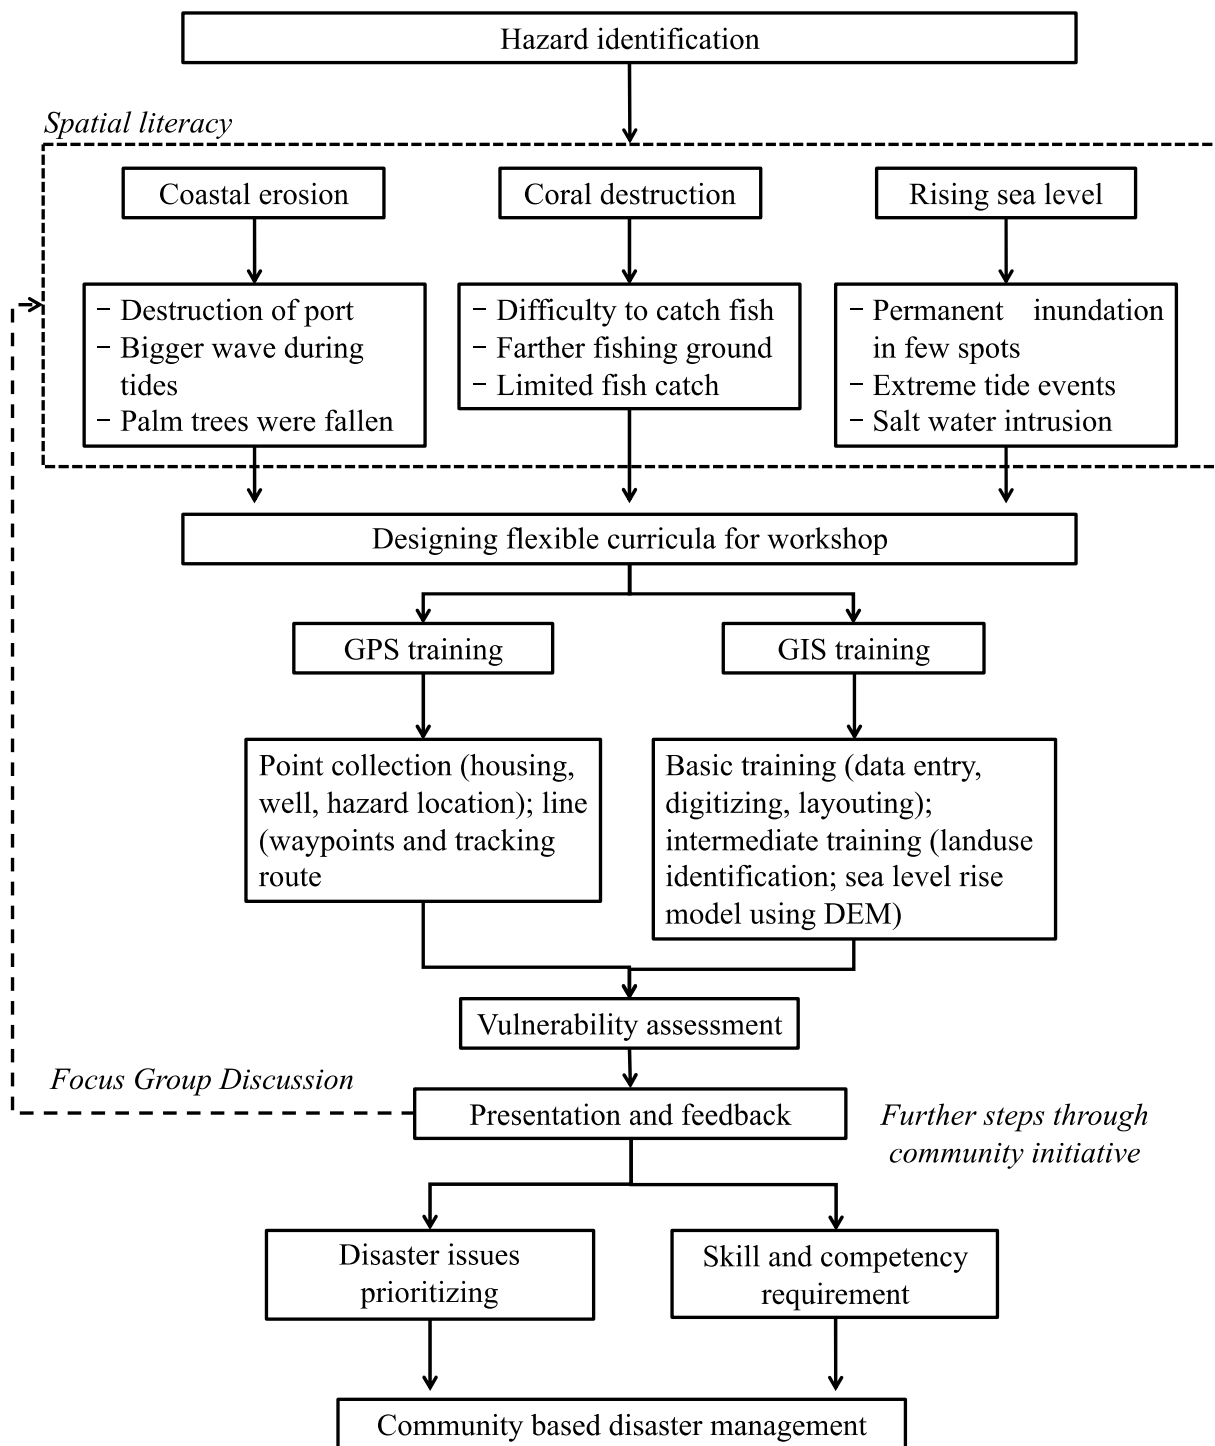 Hazard identification
Spatial literacy
Coastal erosion
Coral destruction
Rising sea level
– Destruction of port
– Bigger wave during
tides
– Palm trees were fallen
– Difficulty to catch fish
– Farther fishing ground
– Limited fish catch
– Permanent inundation
in few spots
– Extreme tide events
– Salt water intrusion
Designing flexible curricula for workshop
GPS training
GIS training
Point collection (housing,
well, hazard location); line
(waypoints and tracking
route
Basic training (data entry,
digitizing, layouting);
intermediate training (landuse
identification; sea level rise
model using DEM)
Vulnerability assessment
Focus Group Discussion
Presentation and feedback
Further steps through
community initiative
Disaster issues
prioritizing
Skill and competency
requirement
Community based disaster management